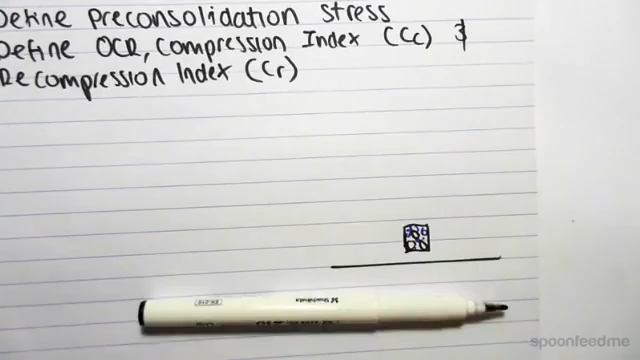 Define Preconsolidation Stress
Define OCR, Compression Index (Cc) &
Recompression Index (Cr)
spoonfeedme